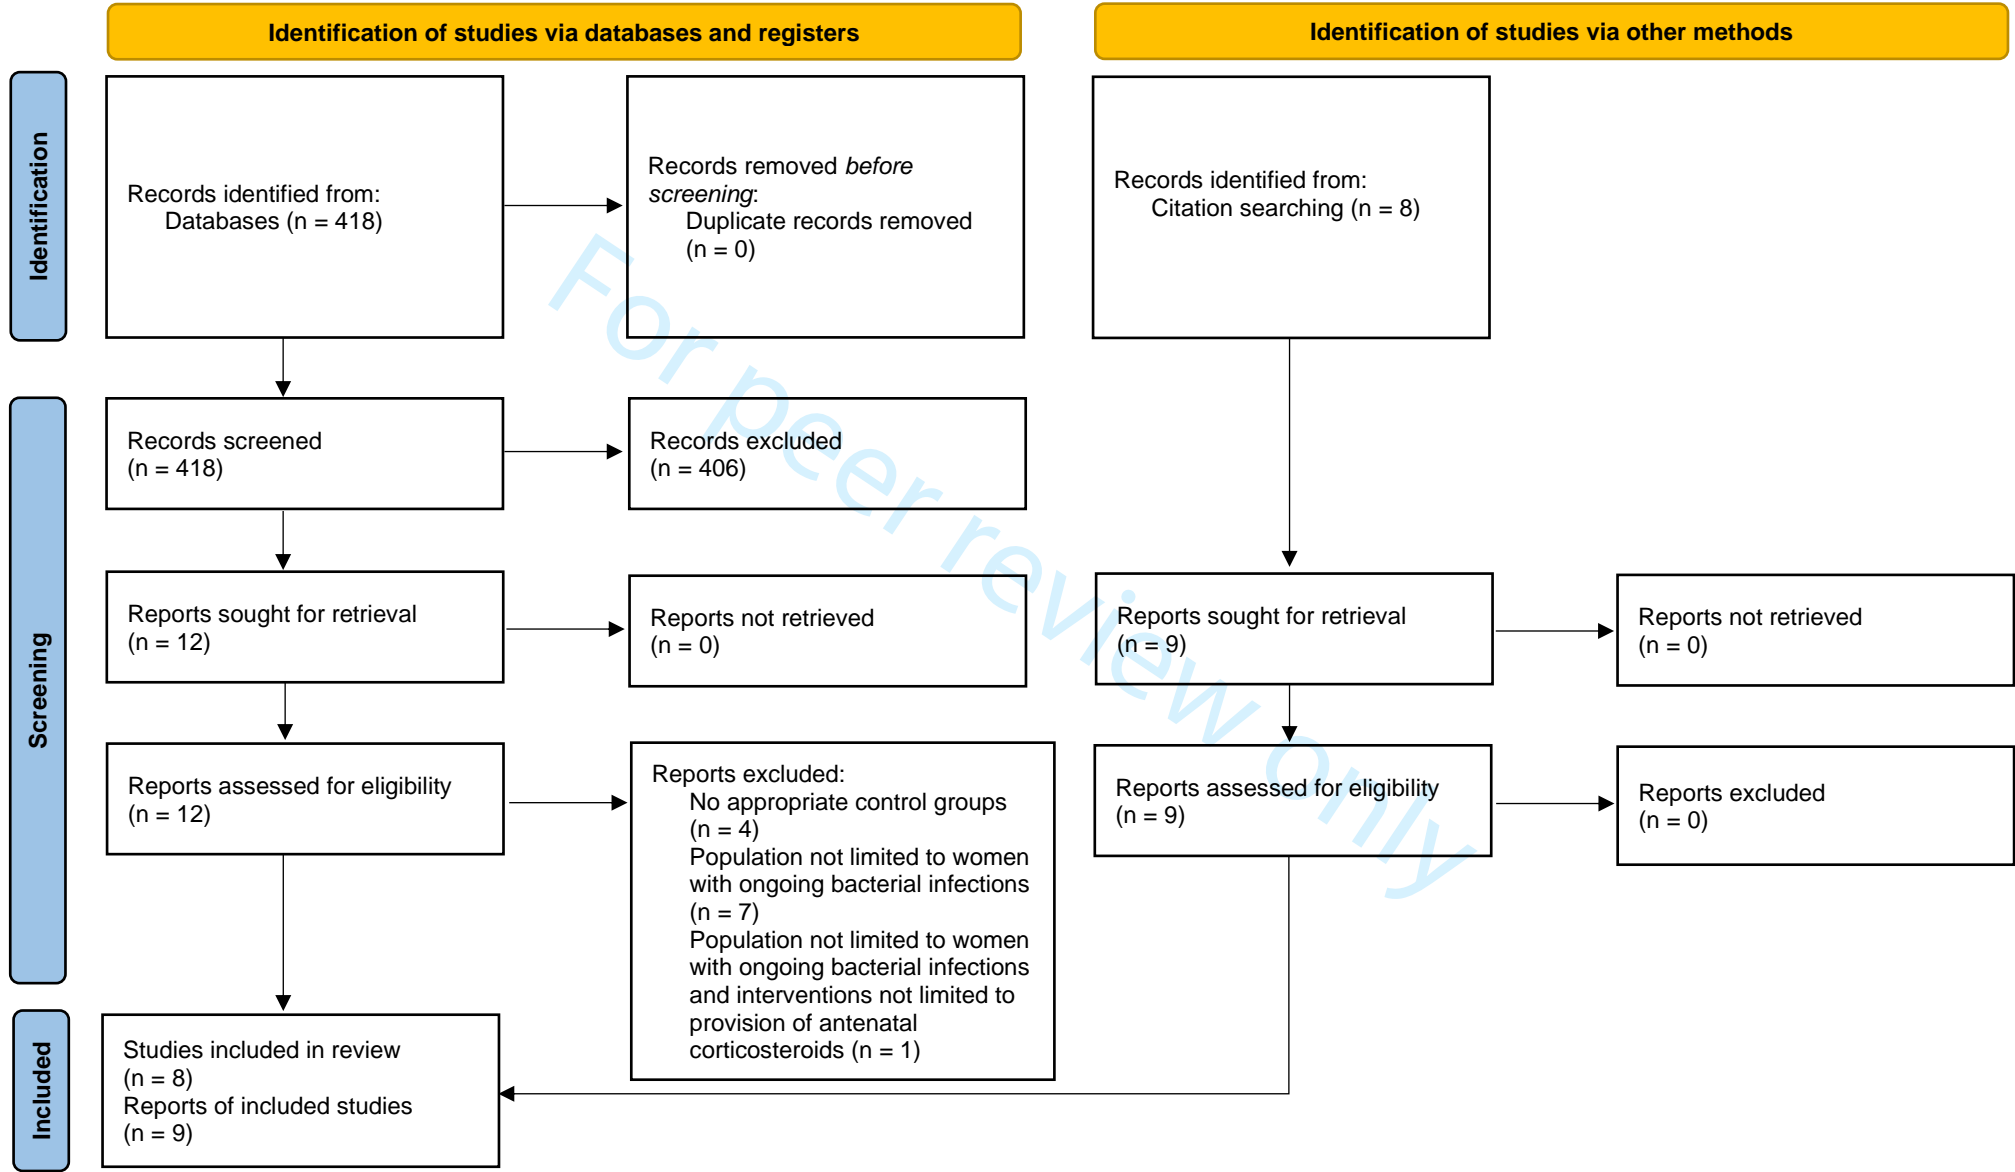 Identification of studies via databases and registers
Identification of studies via other methods
Identification
Records identified from:
Databases (n = 418)
Records removed before
screening:
Duplicate records removed
(n = 0)
Records identified from:
Citation searching (n = 8)
Screening
Records screened
(n = 418)
Records excluded
(n = 406)
Reports sought for retrieval
(n = 12)
Reports not retrieved
(n = 0)
Reports sought for retrieval
(n = 9)
Reports not retrieved
(n = 0)
Reports assessed for eligibility
(n = 12)
Reports excluded:
No appropriate control groups
(n = 4)
Population not limited to women
with ongoing bacterial infections
(n = 7)
Population not limited to women
with ongoing bacterial infections
and interventions not limited to
provision of antenatal
corticosteroids (n = 1)
Reports assessed for eligibility
(n = 9)
Reports excluded
(n = 0)
Included
Studies included in review
(n = 8)
Reports of included studies
(n = 9)
For peer review only